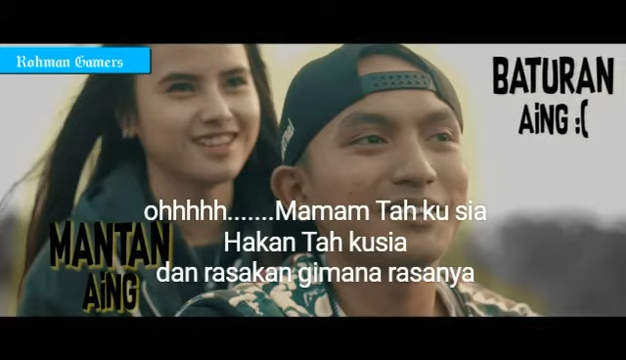 Rohman Gamers
BATURAN
AiNG :(
ohhhhh.......Mamam Tah ku sia
Hakan Tah kusia
dan rasakan gimana rasanya
MANTAN
AiNG